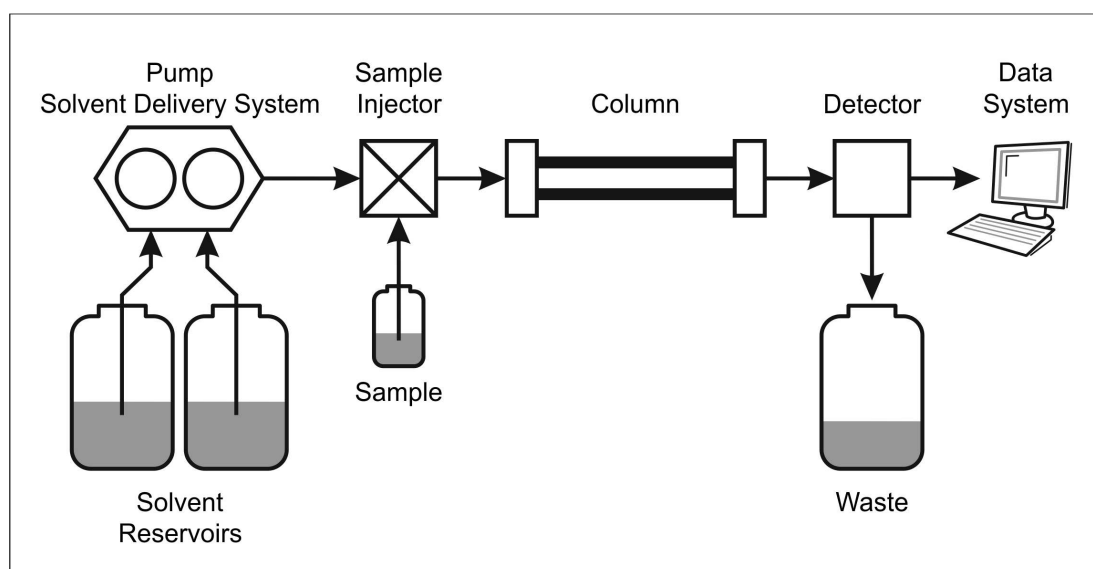 Pump
Solvent Delivery System
Sample
Injector
Column
Detector
Data
System
Sample
Solvent
Reservoirs
Waste